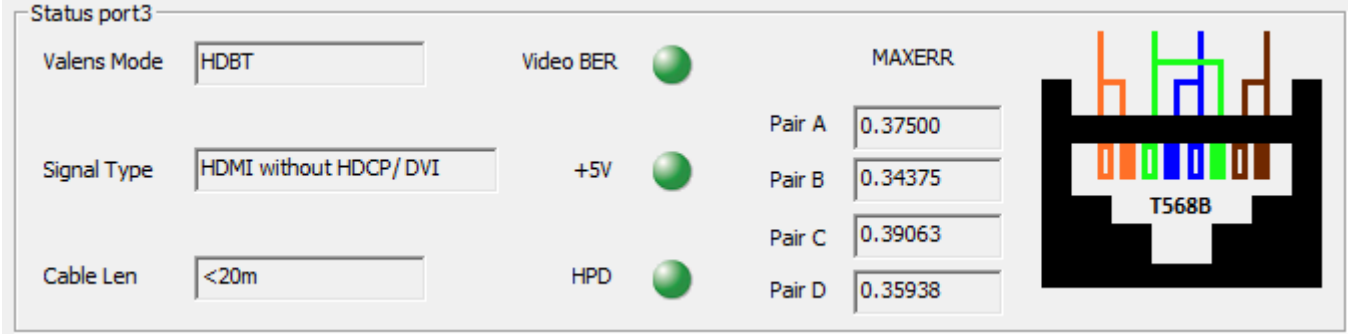 Status port3
Valens Mode HDBT Video BER MAXERR
Pair A 0.37500
Signal Type HDMI without HDCP/ DVI +5V Pair B 0.34375
T568B
Pair C 0.39063
Cable Len <20m HPD Pair D 0.35938